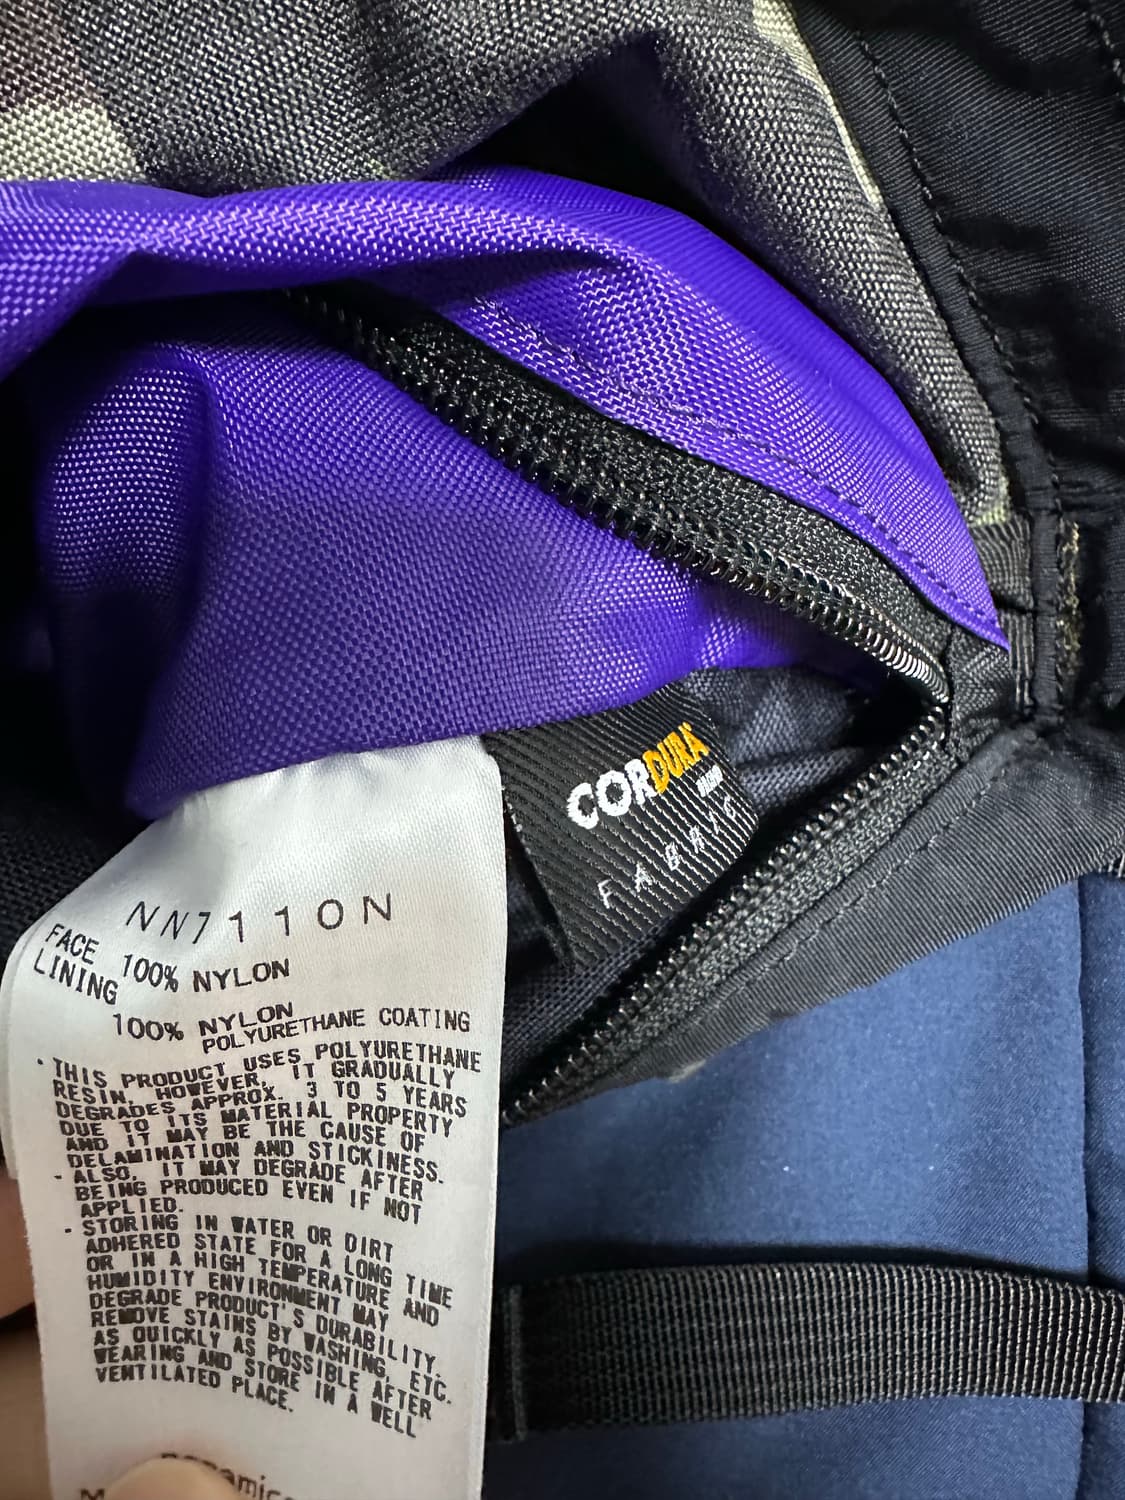 CORDURA
FABRIC
NN7110N
FACE 100% NYLON
LINING
100% NYLON
POLYURETHANE COATING
・THIS PRODUCT USES POLYURETHANE
RESIN, HOWEVER, IT GRADUALLY
DEGRADES APPROX. 3 TO 5 YEARS
DUE TO ITS MATERIAL PROPERTY
AND IT MAY BE THE CAUSE OF
DELAMINATION AND STICKINESS.
・ALSO, IT MAY DEGRADE AFTER
BEING PRODUCED EVEN IF NOT
APPLIED.
・STORING IN WATER OR DIRT
ADHERED STATE FOR A LONG TIME
OR IN A HIGH TEMPERATURE AND
HUMIDITY ENVIRONMENT MAY
DEGRADE PRODUCT'S DURABILITY.
REMOVE STAINS BY WASHING, ETC.
AS QUICKLY AS POSSIBLE AFTER
WEARING AND STORE IN A WELL
VENTILATED PLACE.